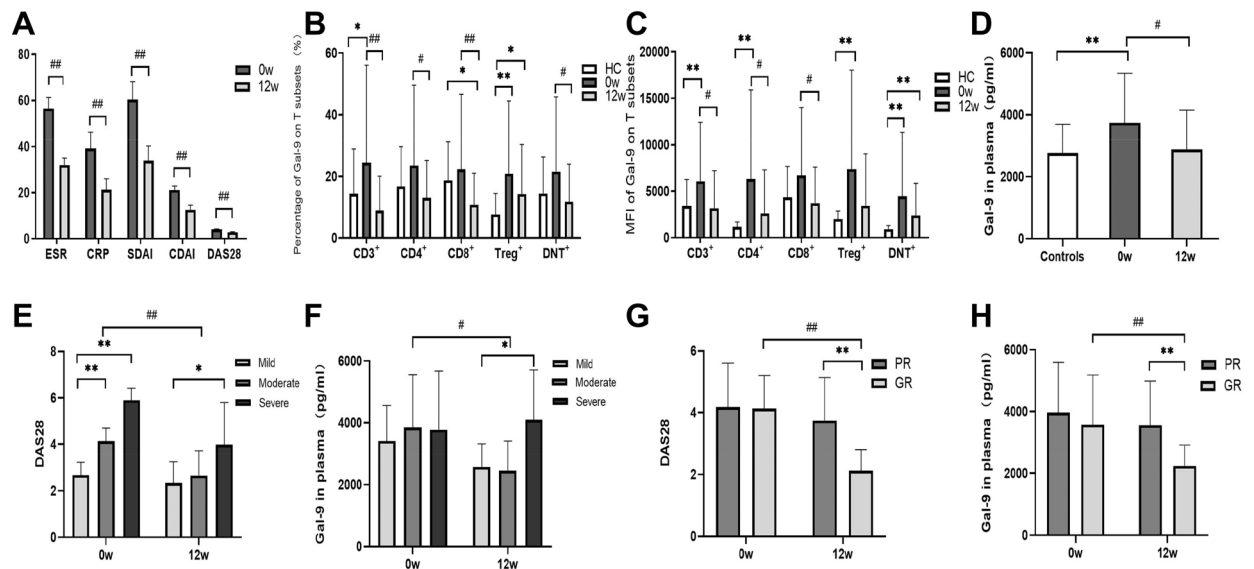 A
80
60
40
20
0
##
##
##
##
##
0w
12w
ESR CRP SDAI CDAI DAS28
B
Percentage of Gal-9 on T subsets (%)
60
40
20
0
*
##
#
##
*
*
**
#
HC
0w
12w
CD3+ CD4+ CD8+ Treg+ DNT+
C
MFI of Gal-9 on T subsets
20000
15000
10000
5000
0
**
#
**
#
#
**
**
**
HC
0w
12w
CD3+ CD4+ CD8+ Treg+ DNT+
D
Gal-9 in plasma (pg/ml)
6000
4000
2000
0
**
#
Controls 0w 12w
E
DAS28
8
6
4
2
0
##
**
**
*
Mild
Moderate
Severe
0w 12w
F
Gal-9 in plasma (pg/ml)
6000
4000
2000
0
#
*
Mild
Moderate
Severe
0w 12w
G
DAS28
6
4
2
0
##
**
PR
GR
0w 12w
H
Gal-9 in plasma (pg/ml)
6000
4000
2000
0
##
**
PR
GR
0w 12w